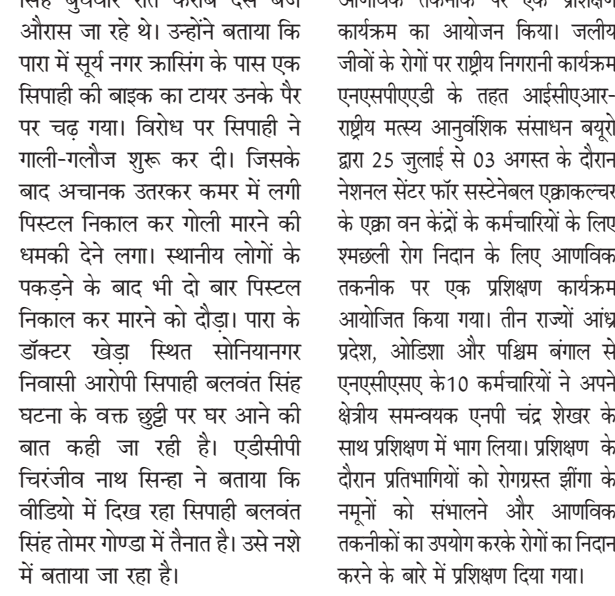 सिंह बुधवार रात करीब दस बजे
औरास जा रहे थे। उन्होंने बताया कि
पारा में सूर्य नगर क्रासिंग के पास एक
सिपाही की बाइक का टायर उनके पैर
पर चढ़ गया। विरोध पर सिपाही ने
गाली-गलौज शुरू कर दी। जिसके
बाद अचानक उतरकर कमर में लगी
पिस्टल निकाल कर गोली मारने की
धमकी देने लगा। स्थानीय लोगों के
पकड़ने के बाद भी दो बार पिस्टल
निकाल कर मारने को दौड़ा। पारा के
डॉक्टर खेड़ा स्थित सोनियानगर
निवासी आरोपी सिपाही बलवंत सिंह
घटना के वक्त छुट्टी पर घर आने की
बात कही जा रही है। एडीसीपी
चिरंजीव नाथ सिन्हा ने बताया कि
वीडियो में दिख रहा सिपाही बलवंत
सिंह तोमर गोण्डा में तैनात है। उसे नशे
में बताया जा रहा है।
आणविक तकनीक पर एक प्रशिक्षण
कार्यक्रम का आयोजन किया। जलीय
जीवों के रोगों पर राष्ट्रीय निगरानी कार्यक्रम
एनएसपीएएडी के तहत आईसीएआर-
राष्ट्रीय मत्स्य आनुवंशिक संसाधन बयूरो
द्वारा 25 जुलाई से 03 अगस्त के दौरान
नेशनल सेंटर फॉर सस्टेनेबल एक्वाकल्चर
के एक्वा वन केंद्रों के कर्मचारियों के लिए
श्मछली रोग निदान के लिए आणविक
तकनीक पर एक प्रशिक्षण कार्यक्रम
आयोजित किया गया। तीन राज्यों आंध्र
प्रदेश, ओडिशा और पश्चिम बंगाल से
एनएसीएसए के10 कर्मचारियों ने अपने
क्षेत्रीय समन्वयक एनपी चंद्र शेखर के
साथ प्रशिक्षण में भाग लिया। प्रशिक्षण के
दौरान प्रतिभागियों को रोगग्रस्त झींगा के
नमूनों को संभालने और आणविक
तकनीकों का उपयोग करके रोगों का निदान
करने के बारे में प्रशिक्षण दिया गया।